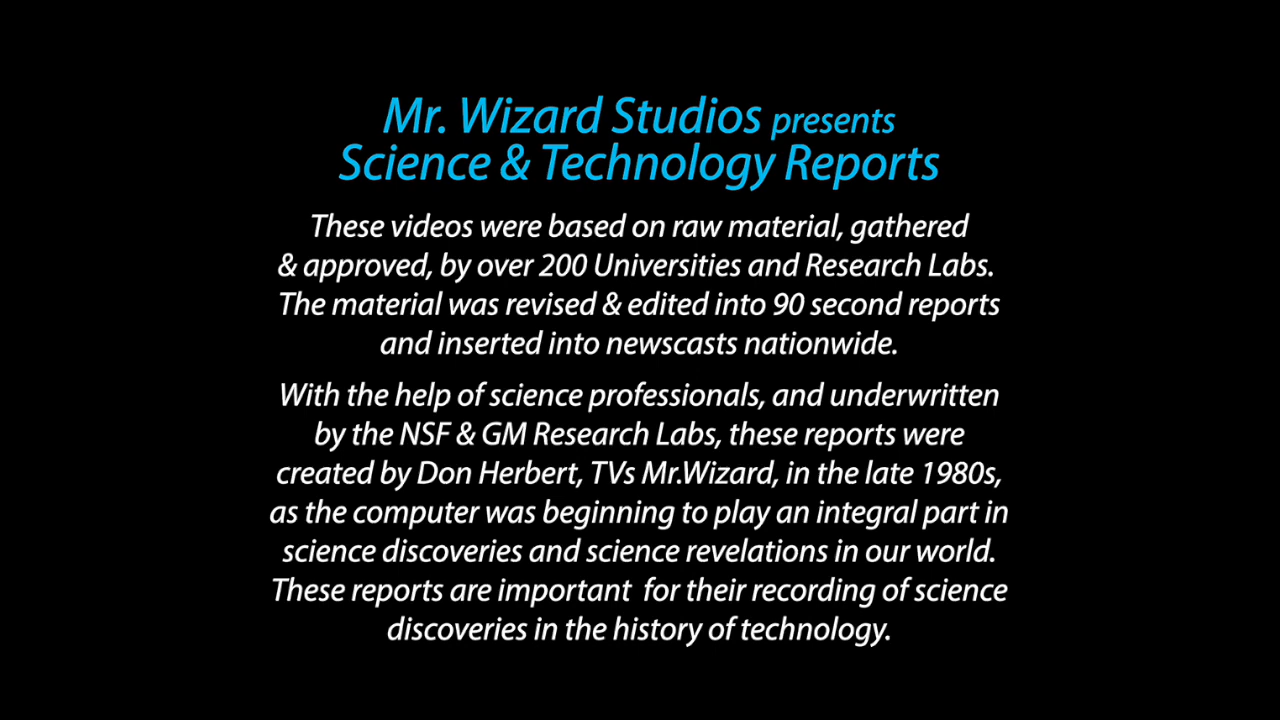 Mr. Wizard Studios presents
Science & Technology Reports
These videos were based on raw material, gathered
& approved, by over 200 Universities and Research Labs.
The material was revised & edited into 90 second reports
and inserted into newscasts nationwide.
With the help of science professionals, and underwritten
by the NSF & GM Research Labs, these reports were
created by Don Herbert, TVs Mr.Wizard, in the late 1980s,
as the computer was beginning to play an integral part in
science discoveries and science revelations in our world.
These reports are important  for their recording of science
discoveries in the history of technology.